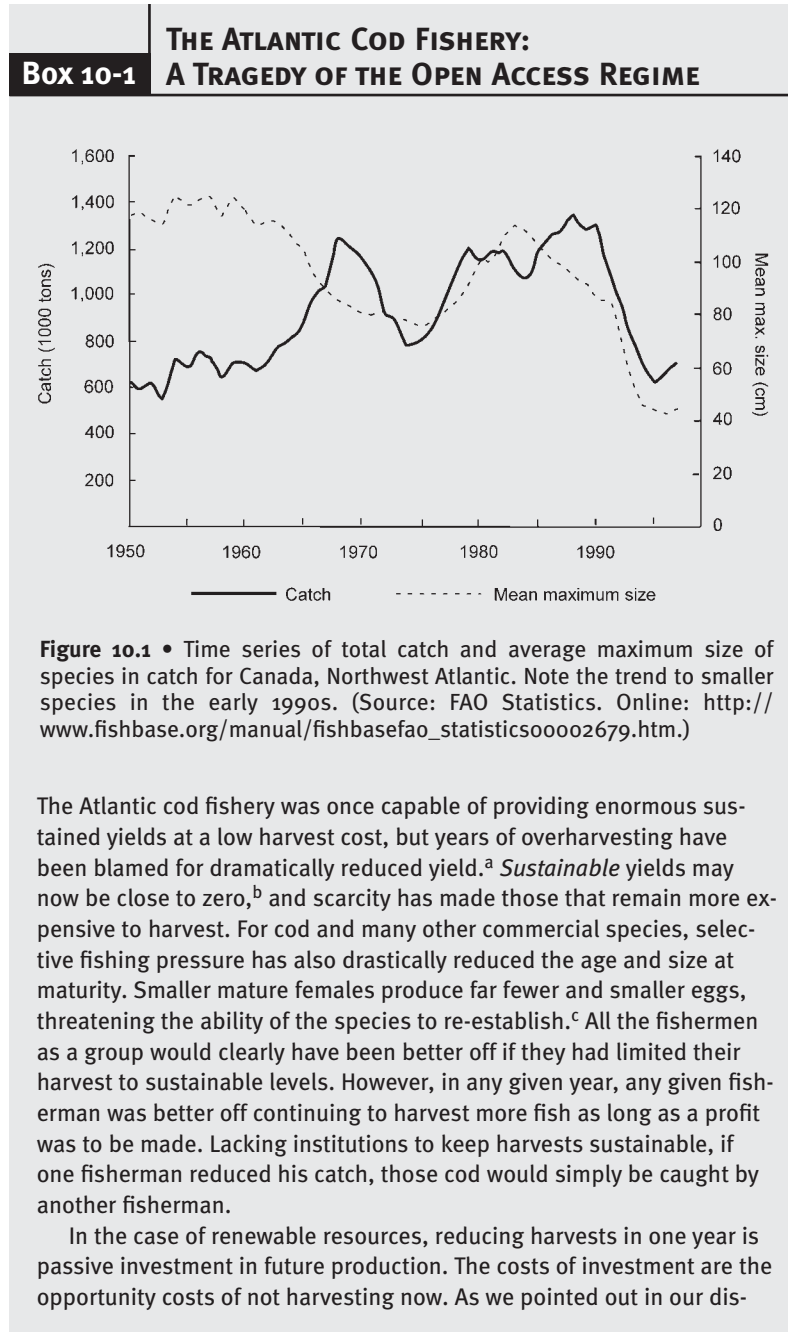 THE ATLANTIC COD FISHERY:
BOX 10-1 A TRAGEDY OF THE OPEN ACCESS REGIME
1,600
1,400
1,200
1,000
800
600
400
200
Catch (1000 tons)
140
120
100
80
60
40
20
0
Mean max. size (cm)
1950 1960 1970 1980 1990
Catch Mean maximum size
Figure 10.1 • Time series of total catch and average maximum size of
species in catch for Canada, Northwest Atlantic. Note the trend to smaller
species in the early 1990s. (Source: FAO Statistics. Online: http://
www.fishbase.org/manual/fishbasefao_statistics00002679.htm.)
The Atlantic cod fishery was once capable of providing enormous sus-
tained yields at a low harvest cost, but years of overharvesting have
been blamed for dramatically reduced yield.a Sustainable yields may
now be close to zero,b and scarcity has made those that remain more ex-
pensive to harvest. For cod and many other commercial species, selec-
tive fishing pressure has also drastically reduced the age and size at
maturity. Smaller mature females produce far fewer and smaller eggs,
threatening the ability of the species to re-establish.c All the fishermen
as a group would clearly have been better off if they had limited their
harvest to sustainable levels. However, in any given year, any given fish-
erman was better off continuing to harvest more fish as long as a profit
was to be made. Lacking institutions to keep harvests sustainable, if
one fisherman reduced his catch, those cod would simply be caught by
another fisherman.
In the case of renewable resources, reducing harvests in one year is
passive investment in future production. The costs of investment are the
opportunity costs of not harvesting now. As we pointed out in our dis-